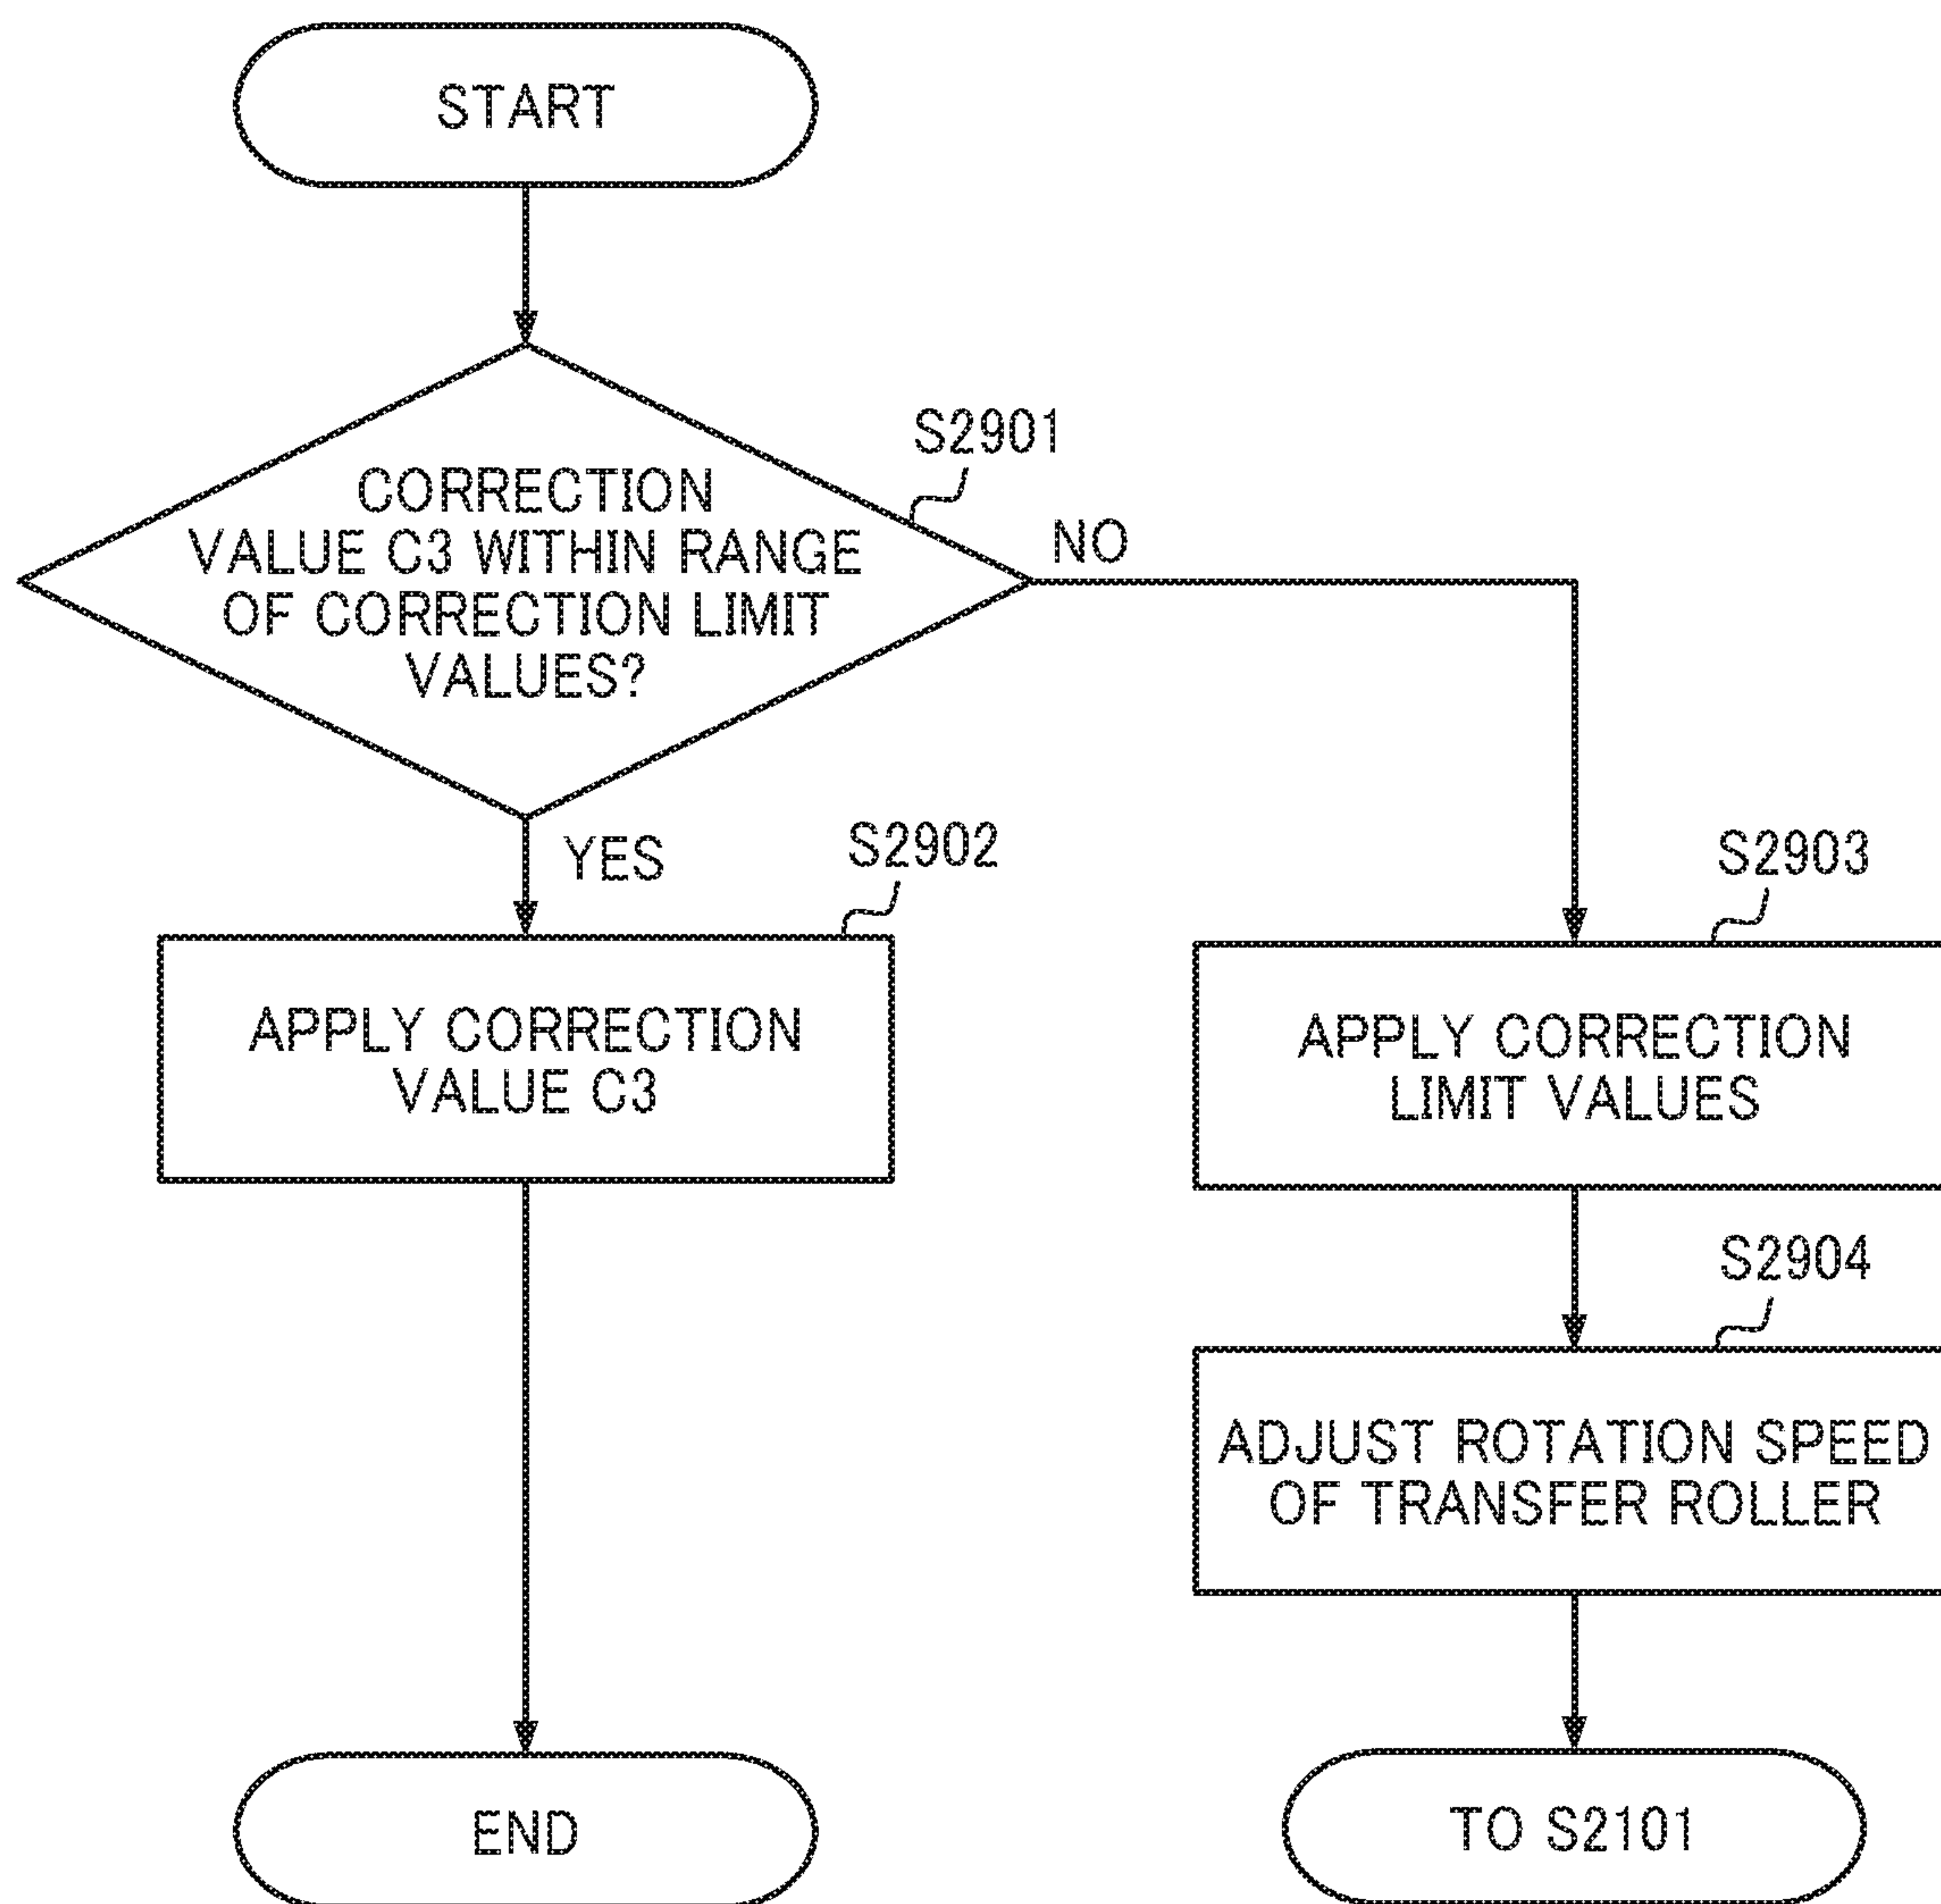 START
S2901
CORRECTION
VALUE C3 WITHIN RANGE
OF CORRECTION LIMIT
VALUES?
NO
YES
S2902
APPLY CORRECTION
VALUE C3
S2903
APPLY CORRECTION
LIMIT VALUES
S2904
ADJUST ROTATION SPEED
OF TRANSFER ROLLER
END
TO S2101